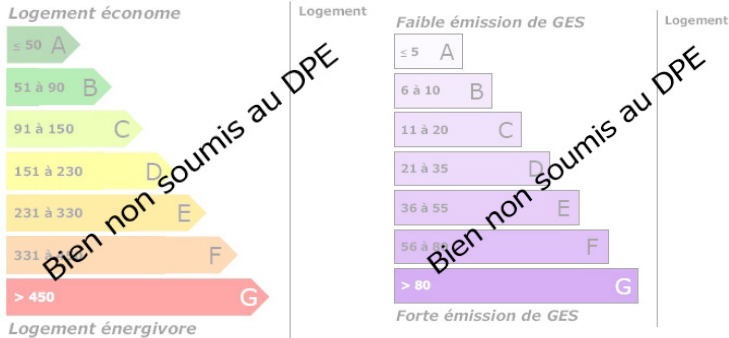 Logement économe
Logement
≤ 50 A
51 à 90 B
91 à 150 C
151 à 230 D
231 à 330 E
331 à F
> 450 G
Logement énergivore
Bien non soumis au DPE
Faible émission de GES
Logement
≤ 5 A
6 à 10 B
11 à 20 C
21 à 35 D
36 à 55 E
56 à 80 F
> 80 G
Forte émission de GES
Bien non soumis au DPE